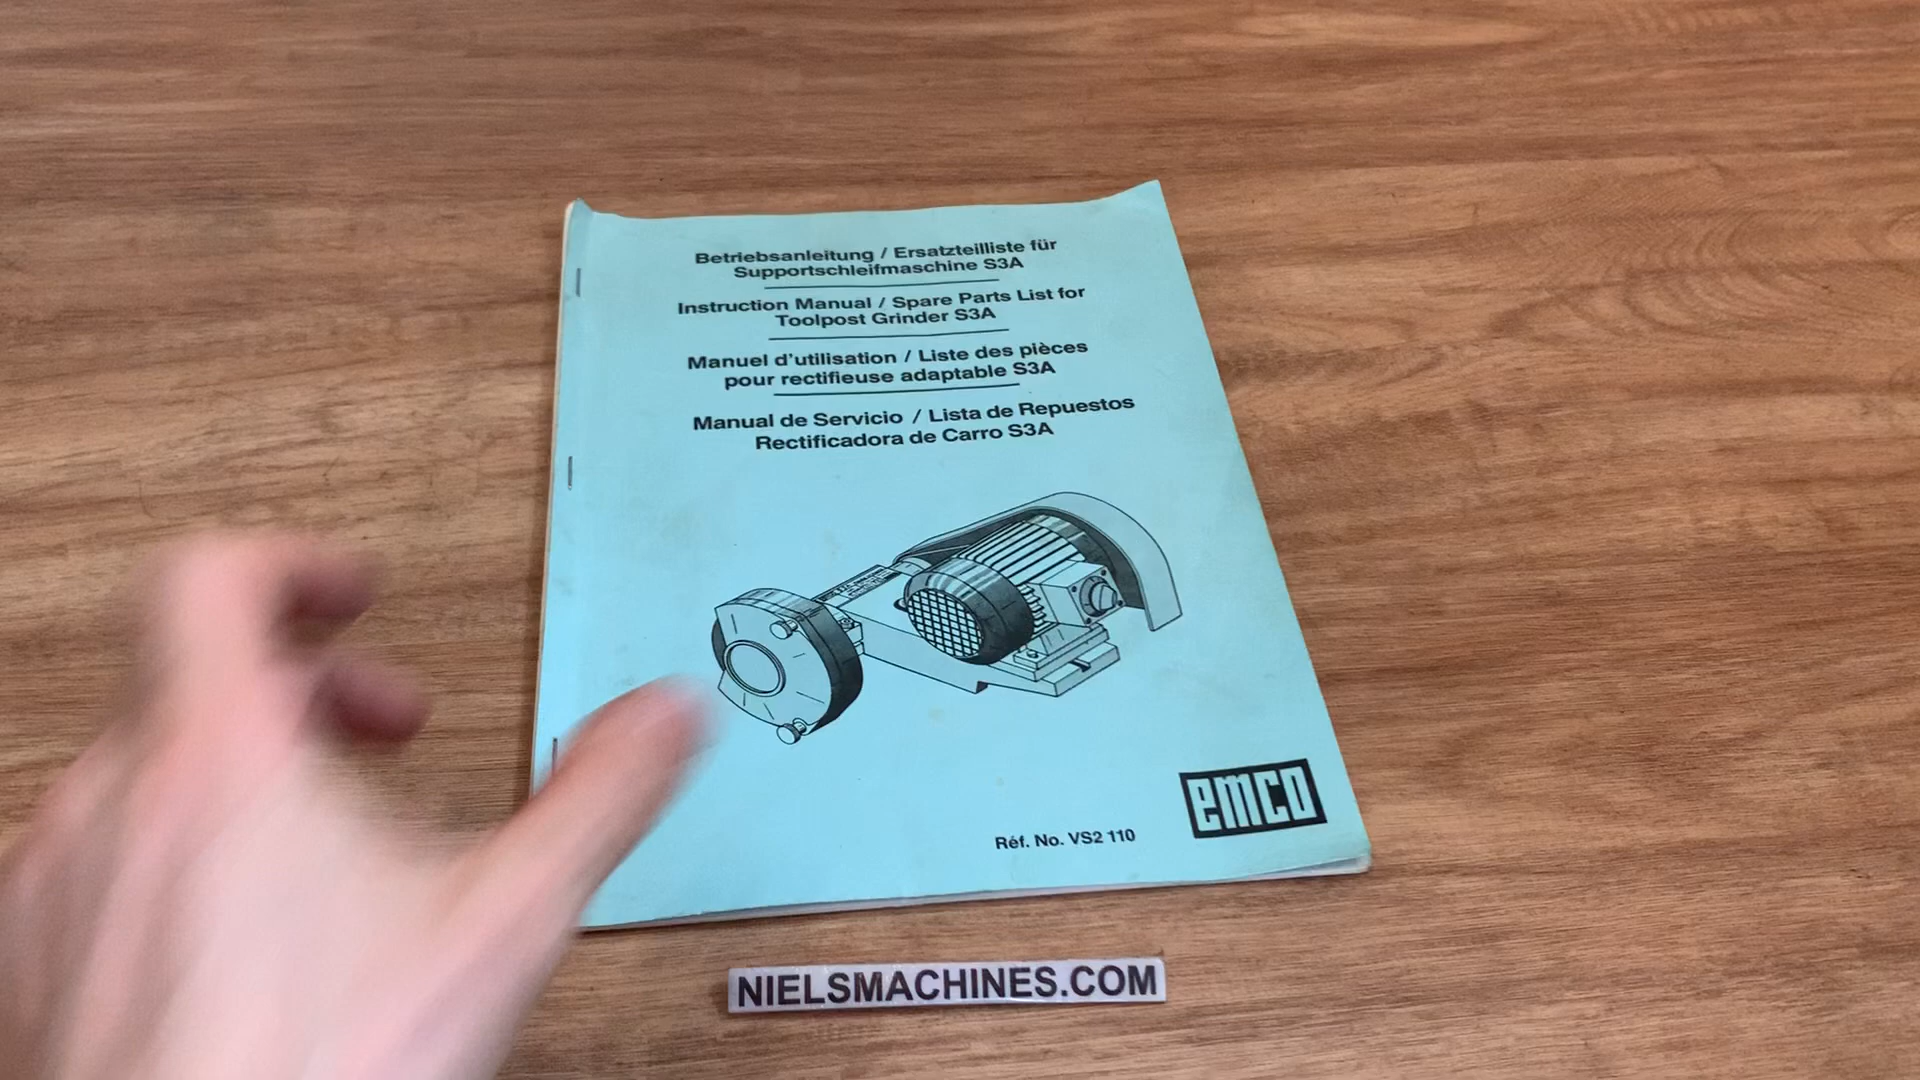 Betriebsanleitung / Ersatzteilliste für
Supportschleifmaschine S3A
Instruction Manual / Spare Parts List for
Toolpost Grinder S3A
Manuel d'utilisation / Liste des pièces
pour rectifieuse adaptable S3A
Manual de Servicio / Lista de Repuestos
Rectificadora de Carro S3A
emco
Réf. No. VS2 110
NIELSMACHINES.COM